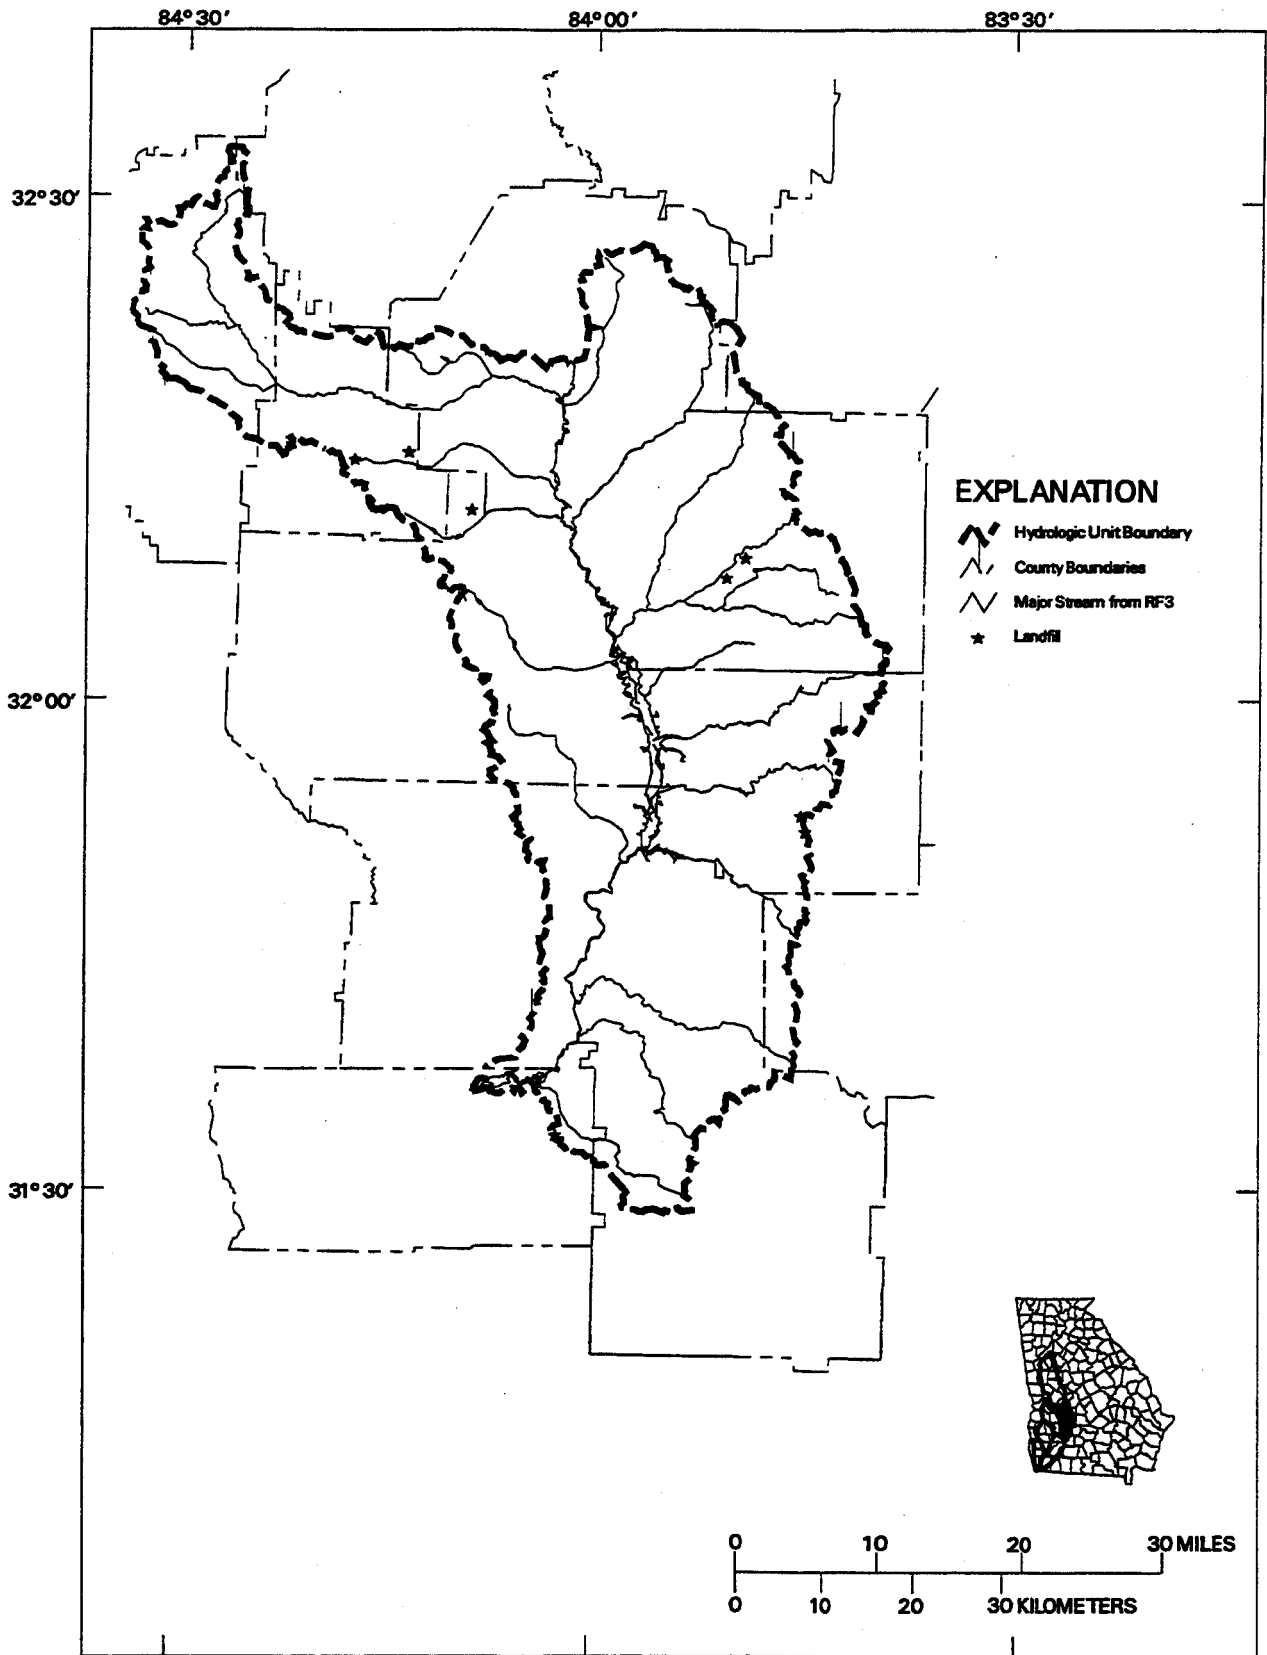 84°30′ 84°00′ 83°30′
32°30′
EXPLANATION
Hydrologic Unit Boundary
County Boundaries
Major Stream from RF3
Landfill
32°00′
31°30′
0 10 20 30 MILES
0 10 20 30 KILOMETERS